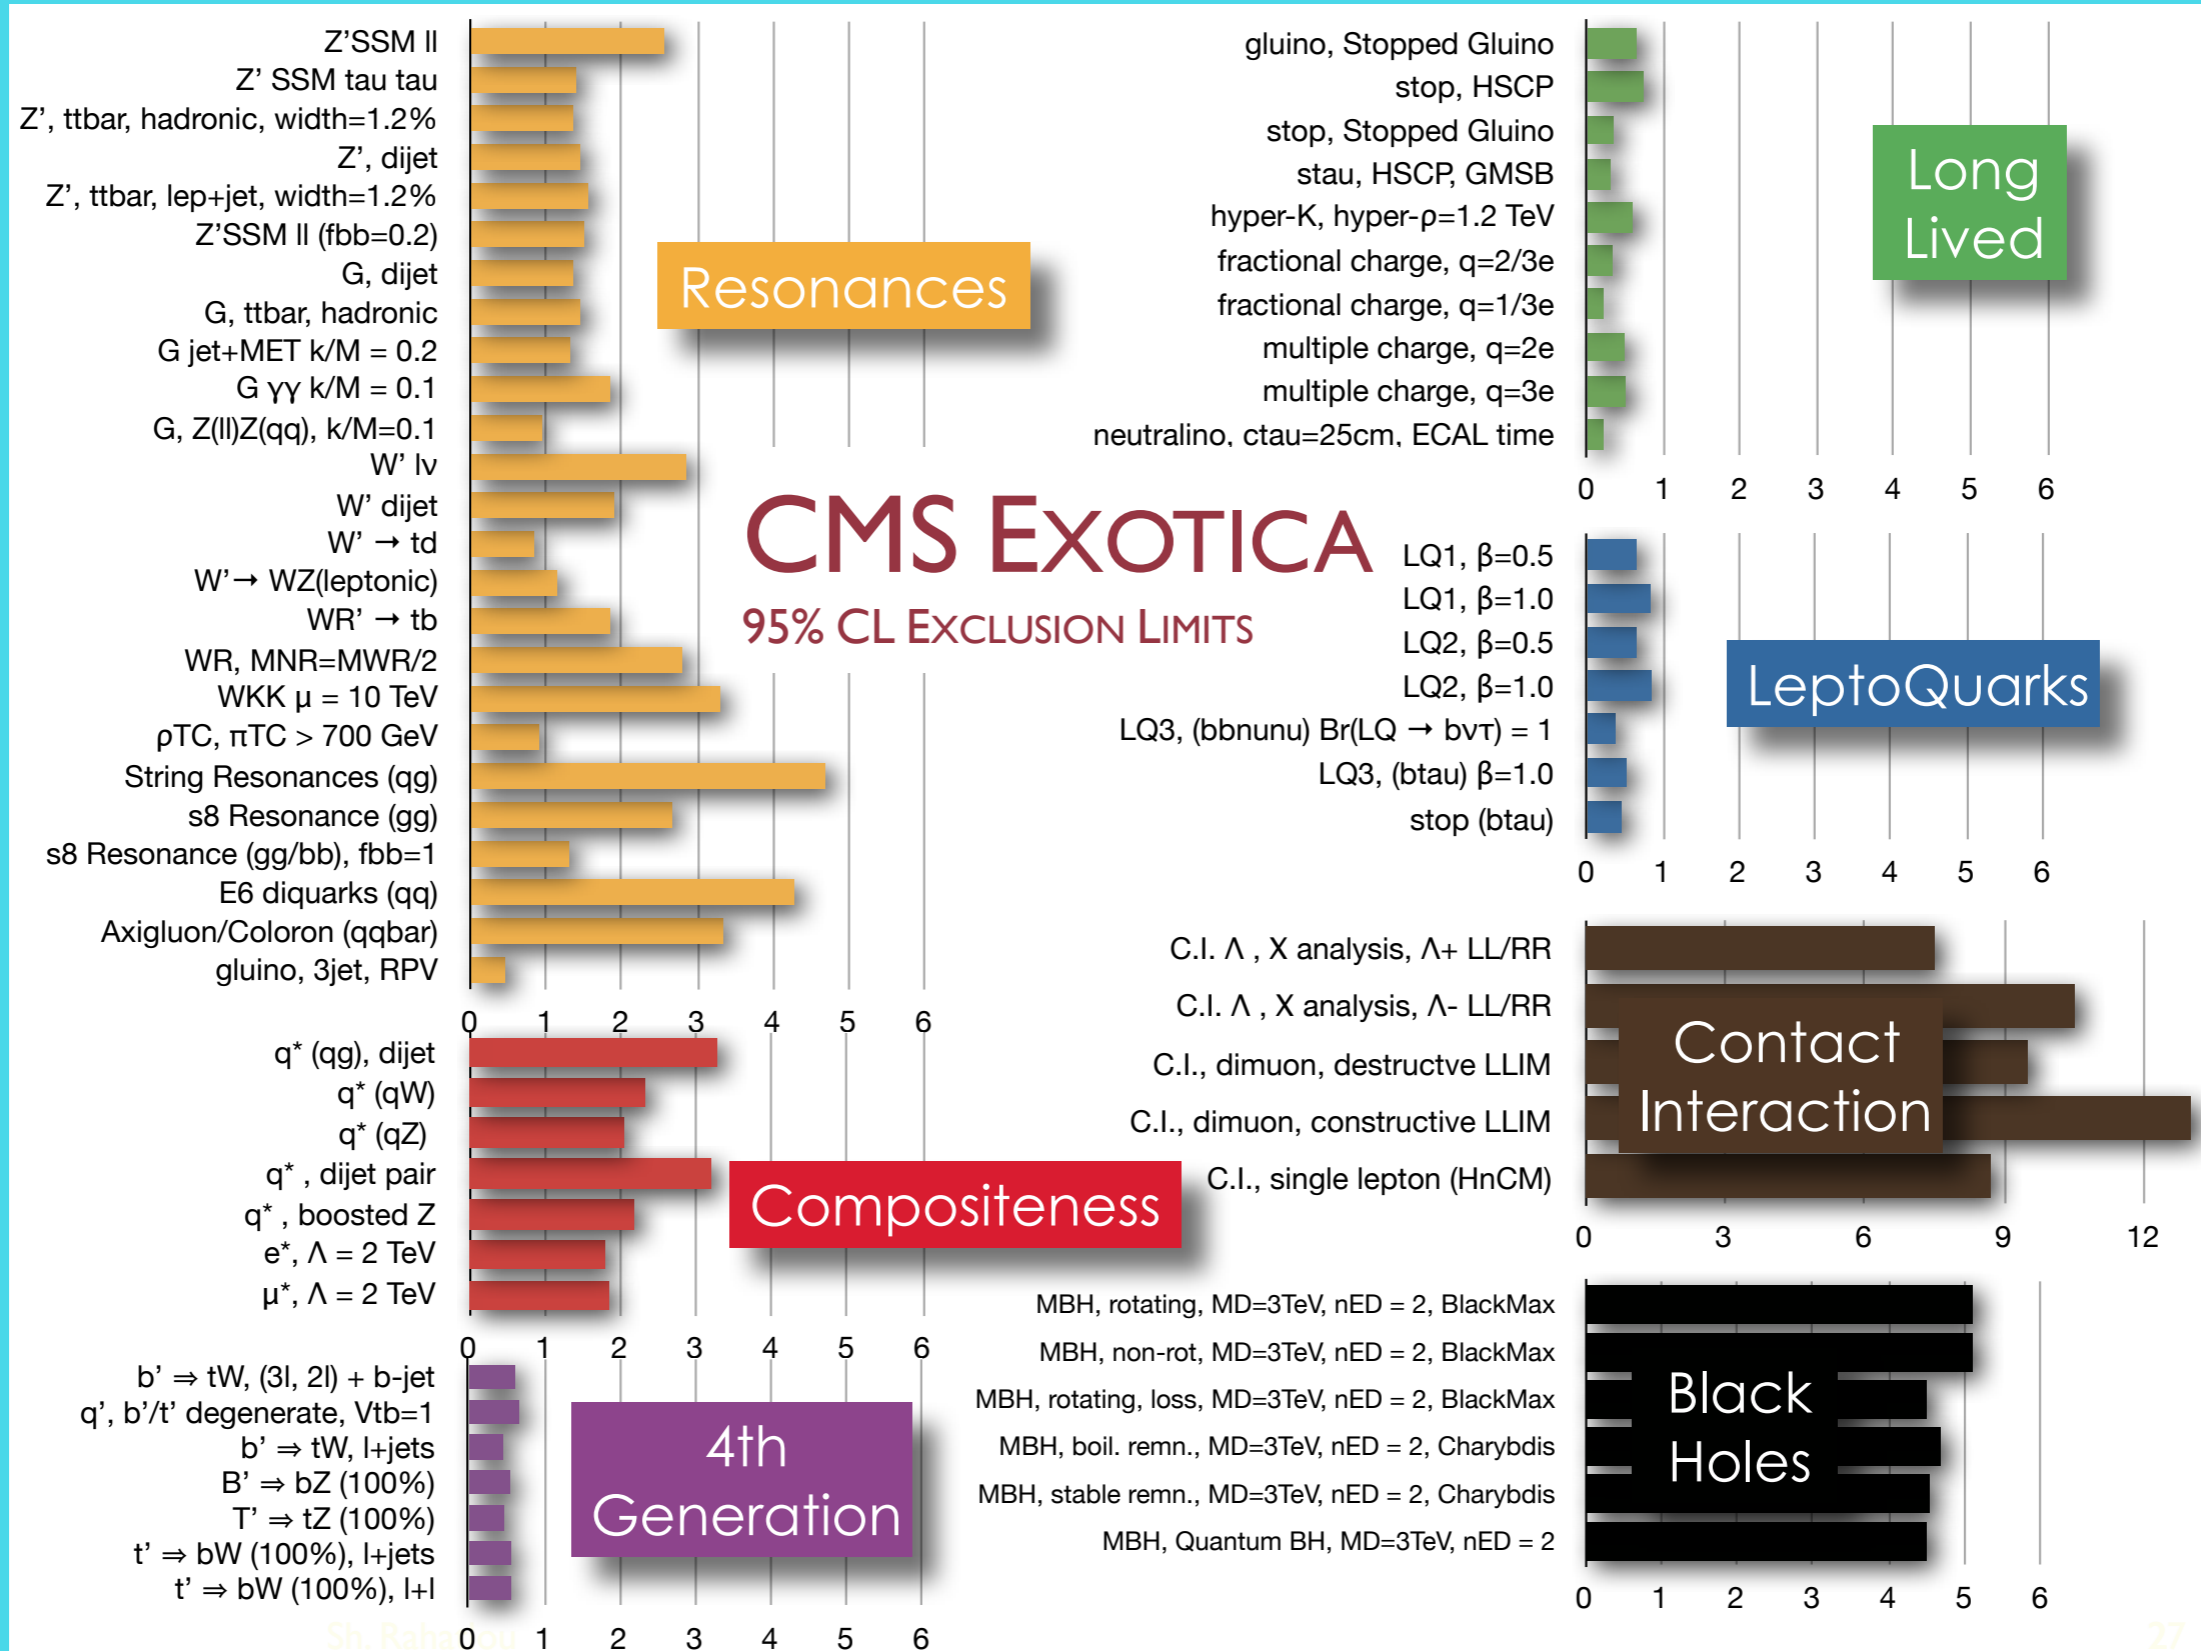 Z'SSM ll
Z' SSM tau tau
Z', ttbar, hadronic, width=1.2%
Z', dijet
Z', ttbar, lep+jet, width=1.2%
Z'SSM ll (fbb=0.2)
G, dijet
G, ttbar, hadronic
G jet+MET k/M = 0.2
G γγ k/M = 0.1
G, Z(ll)Z(qq), k/M=0.1
W' lν
W' dijet
W' → td
W'→ WZ(leptonic)
WR' → tb
WR, MNR=MWR/2
WKK μ = 10 TeV
ρTC, πTC > 700 GeV
String Resonances (qg)
s8 Resonance (gg)
s8 Resonance (gg/bb), fbb=1
E6 diquarks (qq)
Axigluon/Coloron (qqbar)
gluino, 3jet, RPV
0 1 2 3 4 5 6
Resonances
CMS EXOTICA
95% CL EXCLUSION LIMITS
q* (qg), dijet
q* (qW)
q* (qZ)
q* , dijet pair
q* , boosted Z
e*, Λ = 2 TeV
μ*, Λ = 2 TeV
0 1 2 3 4 5 6
Compositeness
b' ⇒ tW, (3l, 2l) + b-jet
q', b'/t' degenerate, Vtb=1
b' ⇒ tW, l+jets
B' ⇒ bZ (100%)
T' ⇒ tZ (100%)
t' ⇒ bW (100%), l+jets
t' ⇒ bW (100%), l+l
0 1 2 3 4 5 6
4th
Generation
gluino, Stopped Gluino
stop, HSCP
stop, Stopped Gluino
stau, HSCP, GMSB
hyper-K, hyper-ρ=1.2 TeV
fractional charge, q=2/3e
fractional charge, q=1/3e
multiple charge, q=2e
multiple charge, q=3e
neutralino, ctau=25cm, ECAL time
0 1 2 3 4 5 6
Long
Lived
LQ1, β=0.5
LQ1, β=1.0
LQ2, β=0.5
LQ2, β=1.0
LQ3, (bbnunu) Br(LQ → bντ) = 1
LQ3, (btau) β=1.0
stop (btau)
0 1 2 3 4 5 6
LeptoQuarks
C.I. Λ , X analysis, Λ+ LL/RR
C.I. Λ , X analysis, Λ- LL/RR
C.I., dimuon, destructve LLIM
C.I., dimuon, constructive LLIM
C.I., single lepton (HnCM)
0 3 6 9 12
Contact
Interaction
MBH, rotating, MD=3TeV, nED = 2, BlackMax
MBH, non-rot, MD=3TeV, nED = 2, BlackMax
MBH, rotating, loss, MD=3TeV, nED = 2, BlackMax
MBH, boil. remn., MD=3TeV, nED = 2, Charybdis
MBH, stable remn., MD=3TeV, nED = 2, Charybdis
MBH, Quantum BH, MD=3TeV, nED = 2
0 1 2 3 4 5 6
Black
Holes
Sh.
27